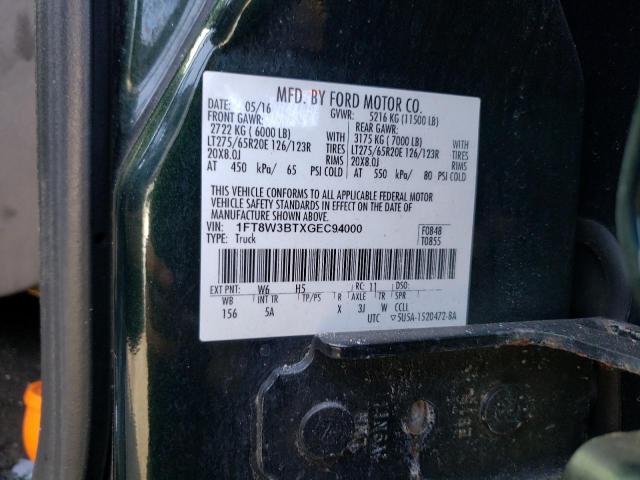 MFD. BY FORD MOTOR CO.
DATE: 05/16 GVWR: 5216 KG (11500 LB)
FRONT GAWR: REAR GAWR:
2722 KG ( 6000 LB) 3175 KG ( 7000 LB)
LT275/65R20E 126/123R TIRES LT275/65R20E 126/123R TIRES
20X8.0J RIMS 20X8.0J RIMS
AT 450 kPa/ 65 PSI COLD AT 550 kPa/ 80 PSI COLD
THIS VEHICLE CONFORMS TO ALL APPLICABLE FEDERAL MOTOR
VEHICLE SAFETY STANDARDS IN EFFECT ON THE DATE OF
MANUFACTURE SHOWN ABOVE.
VIN: 1FT8W3BTXGEC94000 F0848
TYPE: Truck T0855
EXT PNT: W6 H5 RC: 11 DSO:
WB INT TR TP/PS R AXLE TR SPR
156 5A X 3J W CCLL
UTC ▽5U5A-1520472-BA